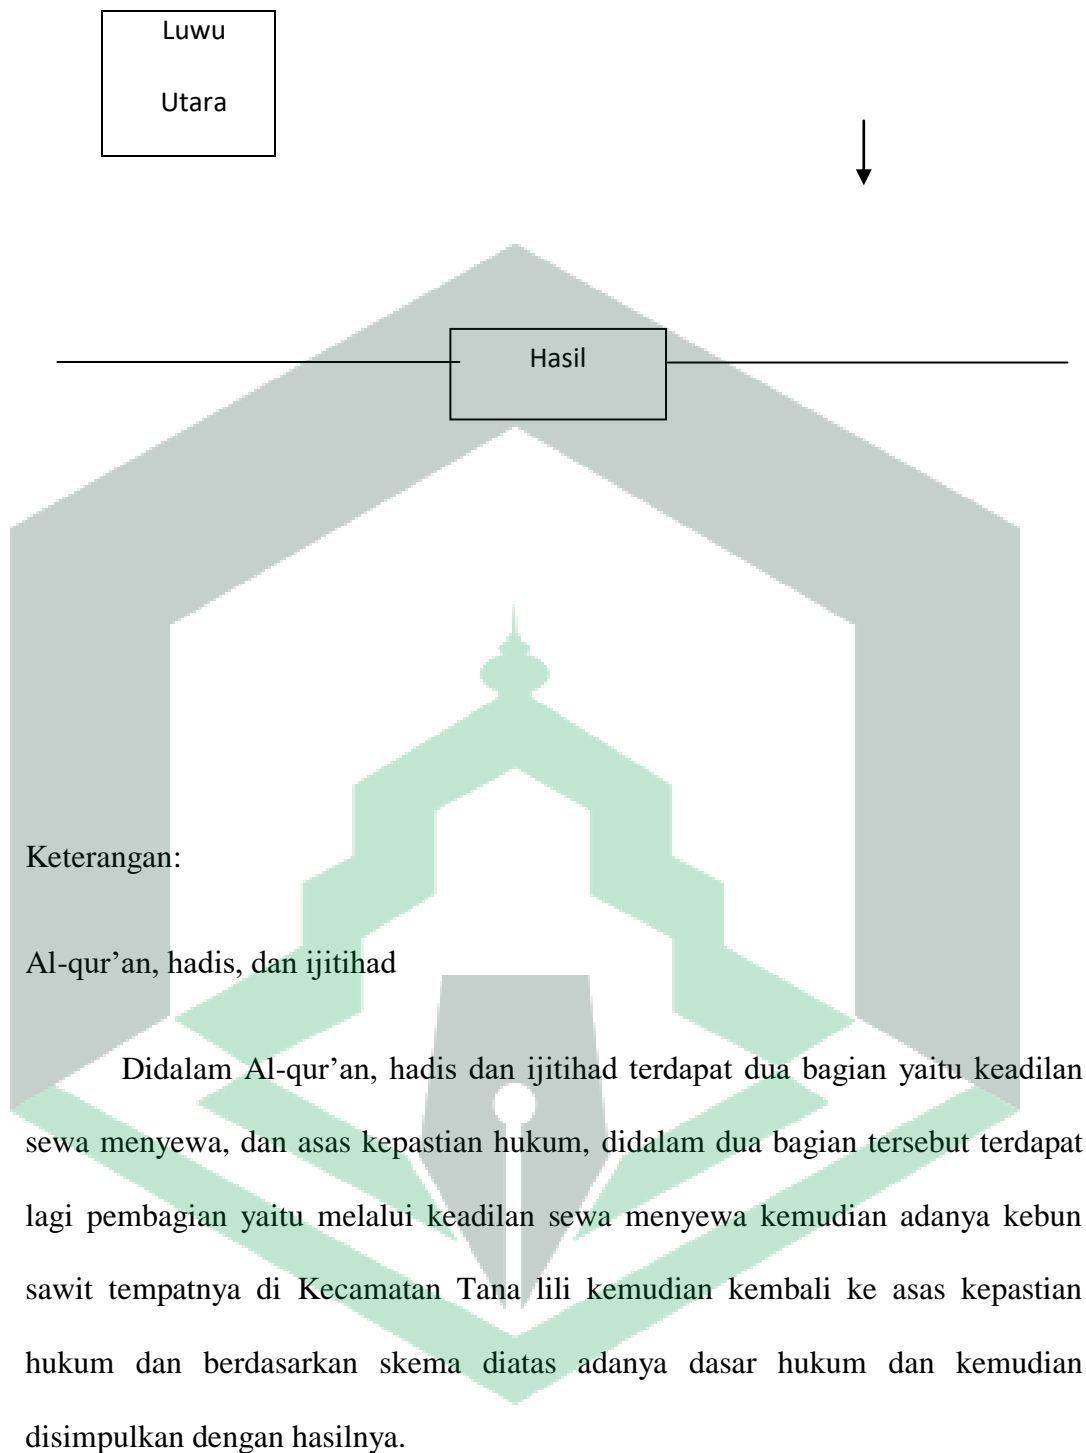 Luwu
Utara
Hasil
Keterangan:
Al-qur’an, hadis, dan ijitihad
Didalam Al-qur’an, hadis dan ijitihad terdapat dua bagian yaitu keadilan
sewa menyewa, dan asas kepastian hukum, didalam dua bagian tersebut terdapat
lagi pembagian yaitu melalui keadilan sewa menyewa kemudian adanya kebun
sawit tempatnya di Kecamatan Tana lili kemudian kembali ke asas kepastian
hukum dan berdasarkan skema diatas adanya dasar hukum dan kemudian
disimpulkan dengan hasilnya.